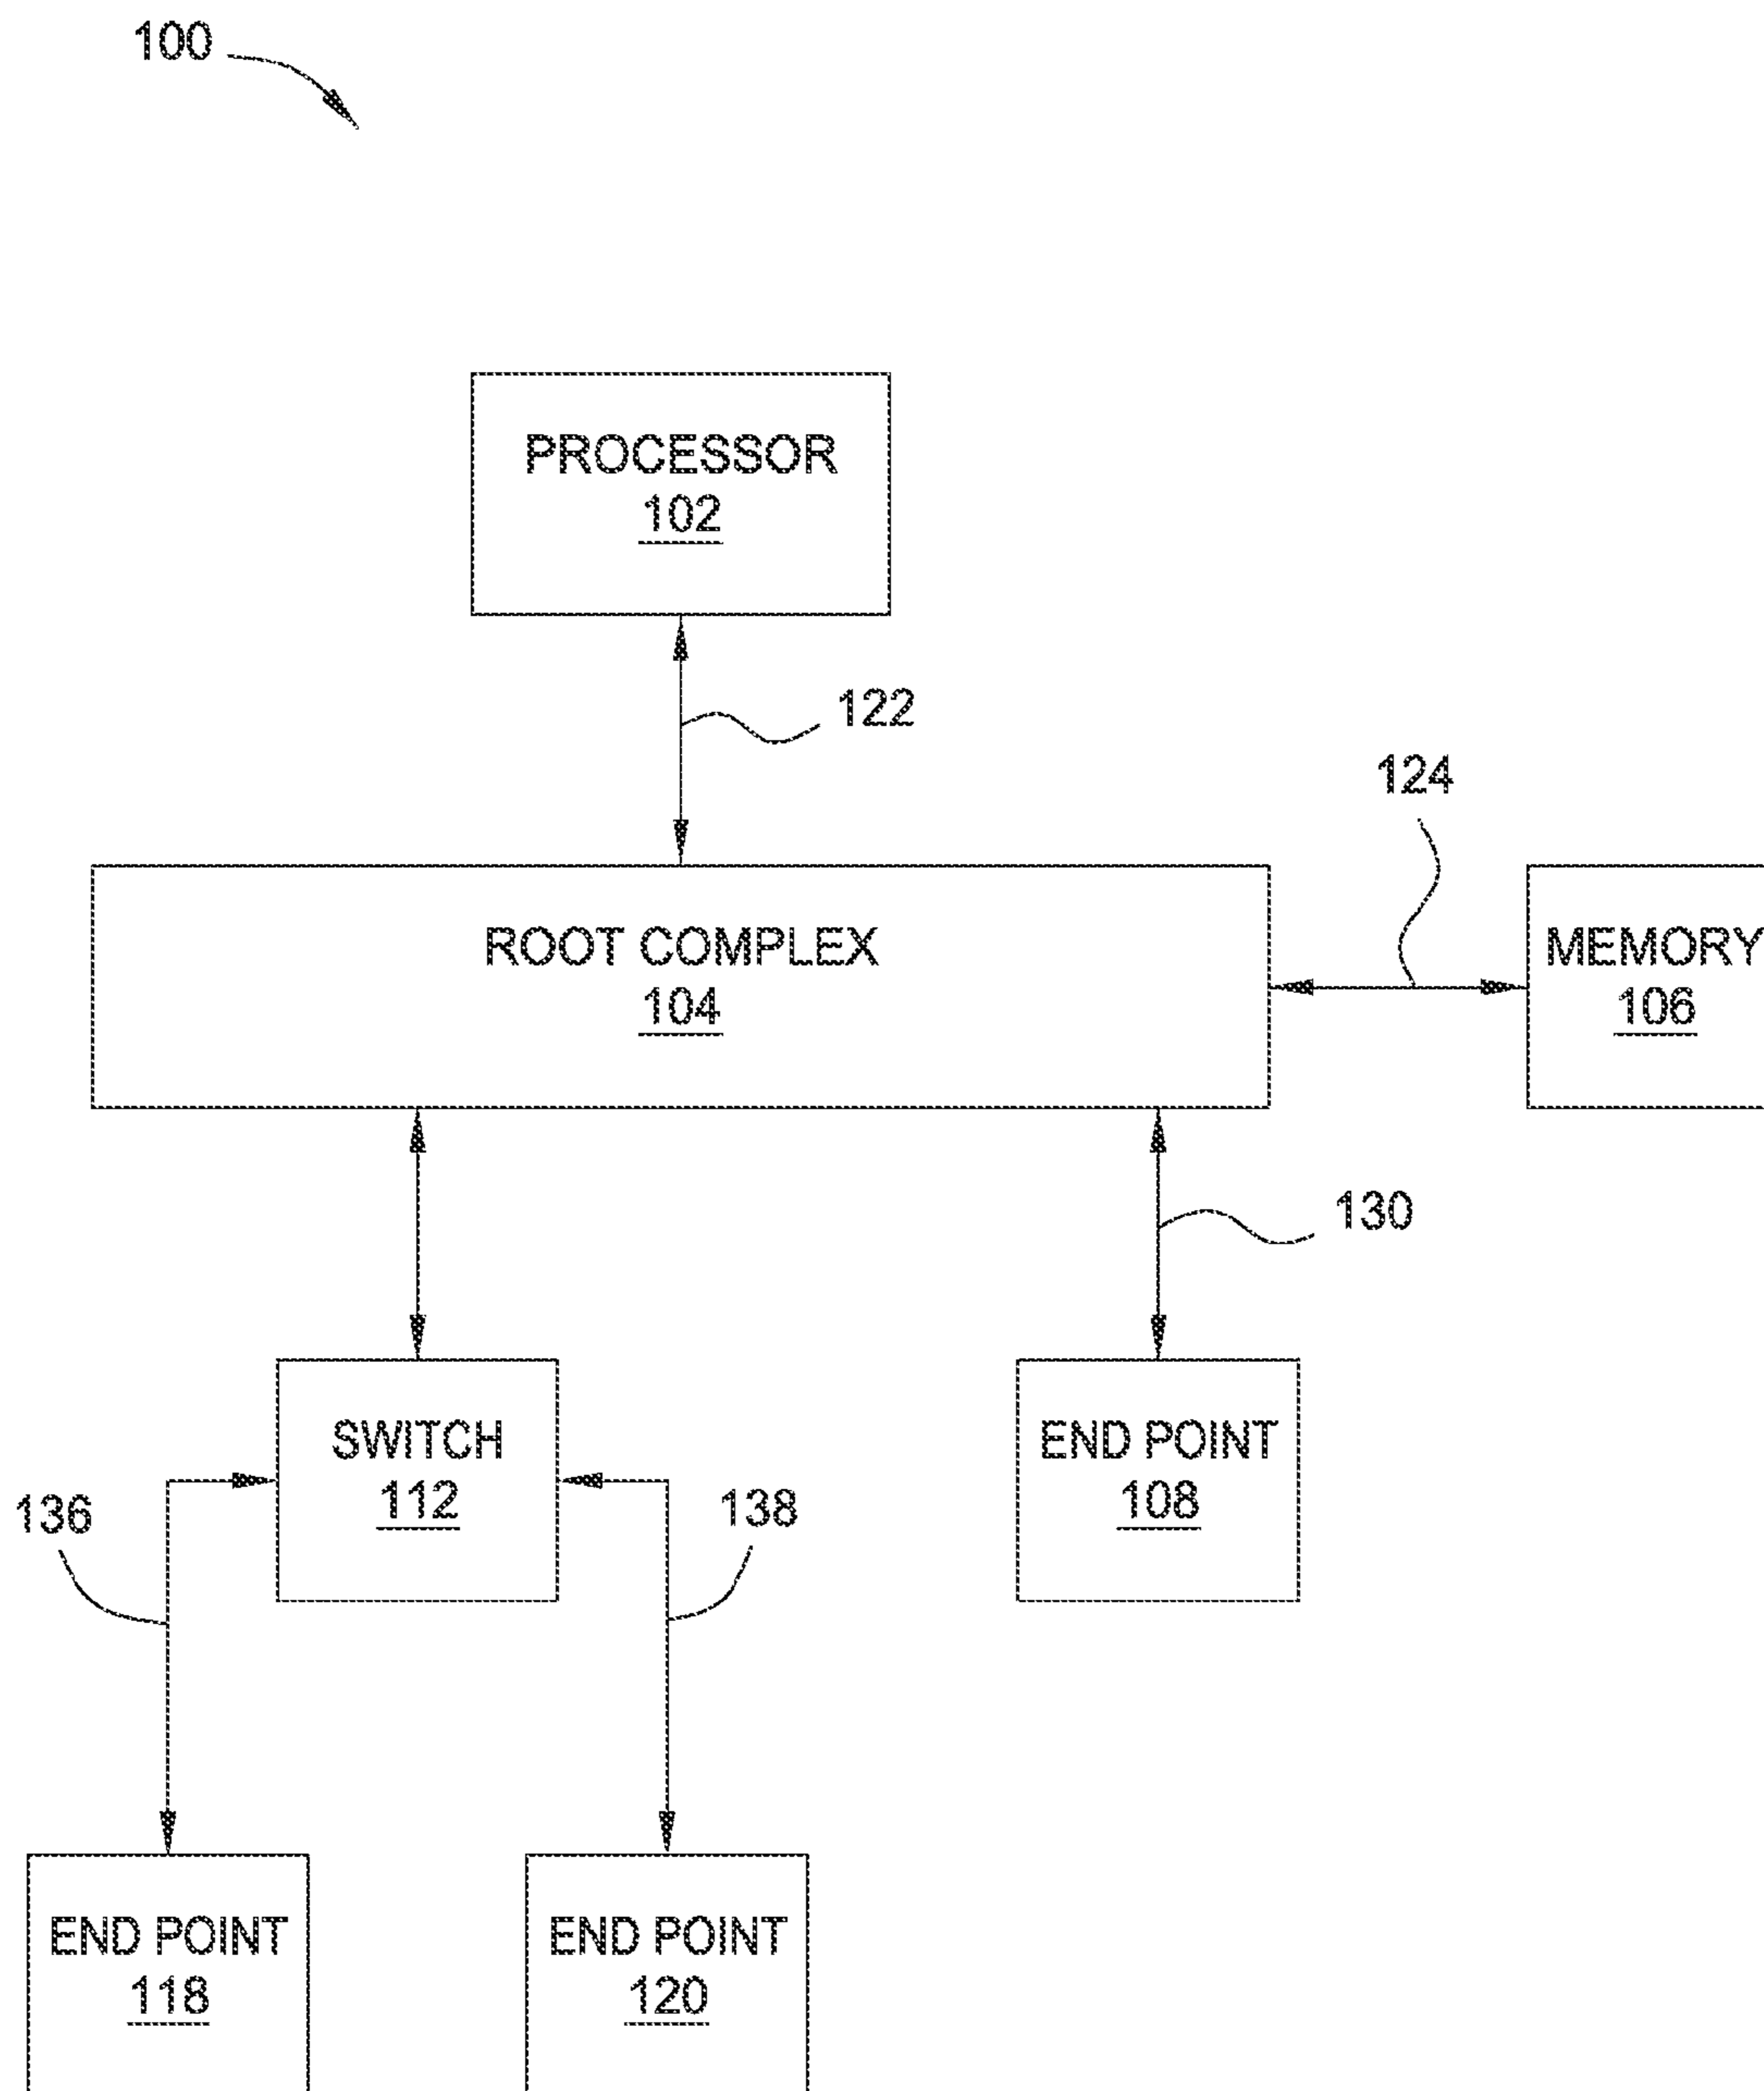 100
PROCESSOR
102
122
124
ROOT COMPLEX
104
MEMORY
106
130
SWITCH
112
END POINT
108
136
138
END POINT
118
END POINT
120